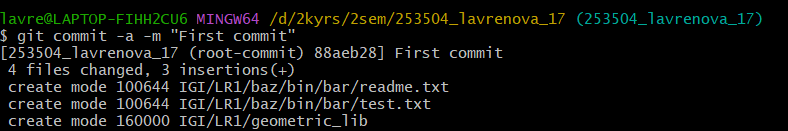 lavre@LAPTOP-FIHH2CU6 MINGW64 /d/2kyrs/2sem/253504_lavrenova_17 (253504_lavrenova_17)
$ git commit -a -m "First commit"
[253504_lavrenova_17 (root-commit) 88aeb28] First commit
 4 files changed, 3 insertions(+)
 create mode 100644 IGI/LR1/baz/bin/bar/readme.txt
 create mode 100644 IGI/LR1/baz/bin/bar/test.txt
 create mode 160000 IGI/LR1/geometric_lib